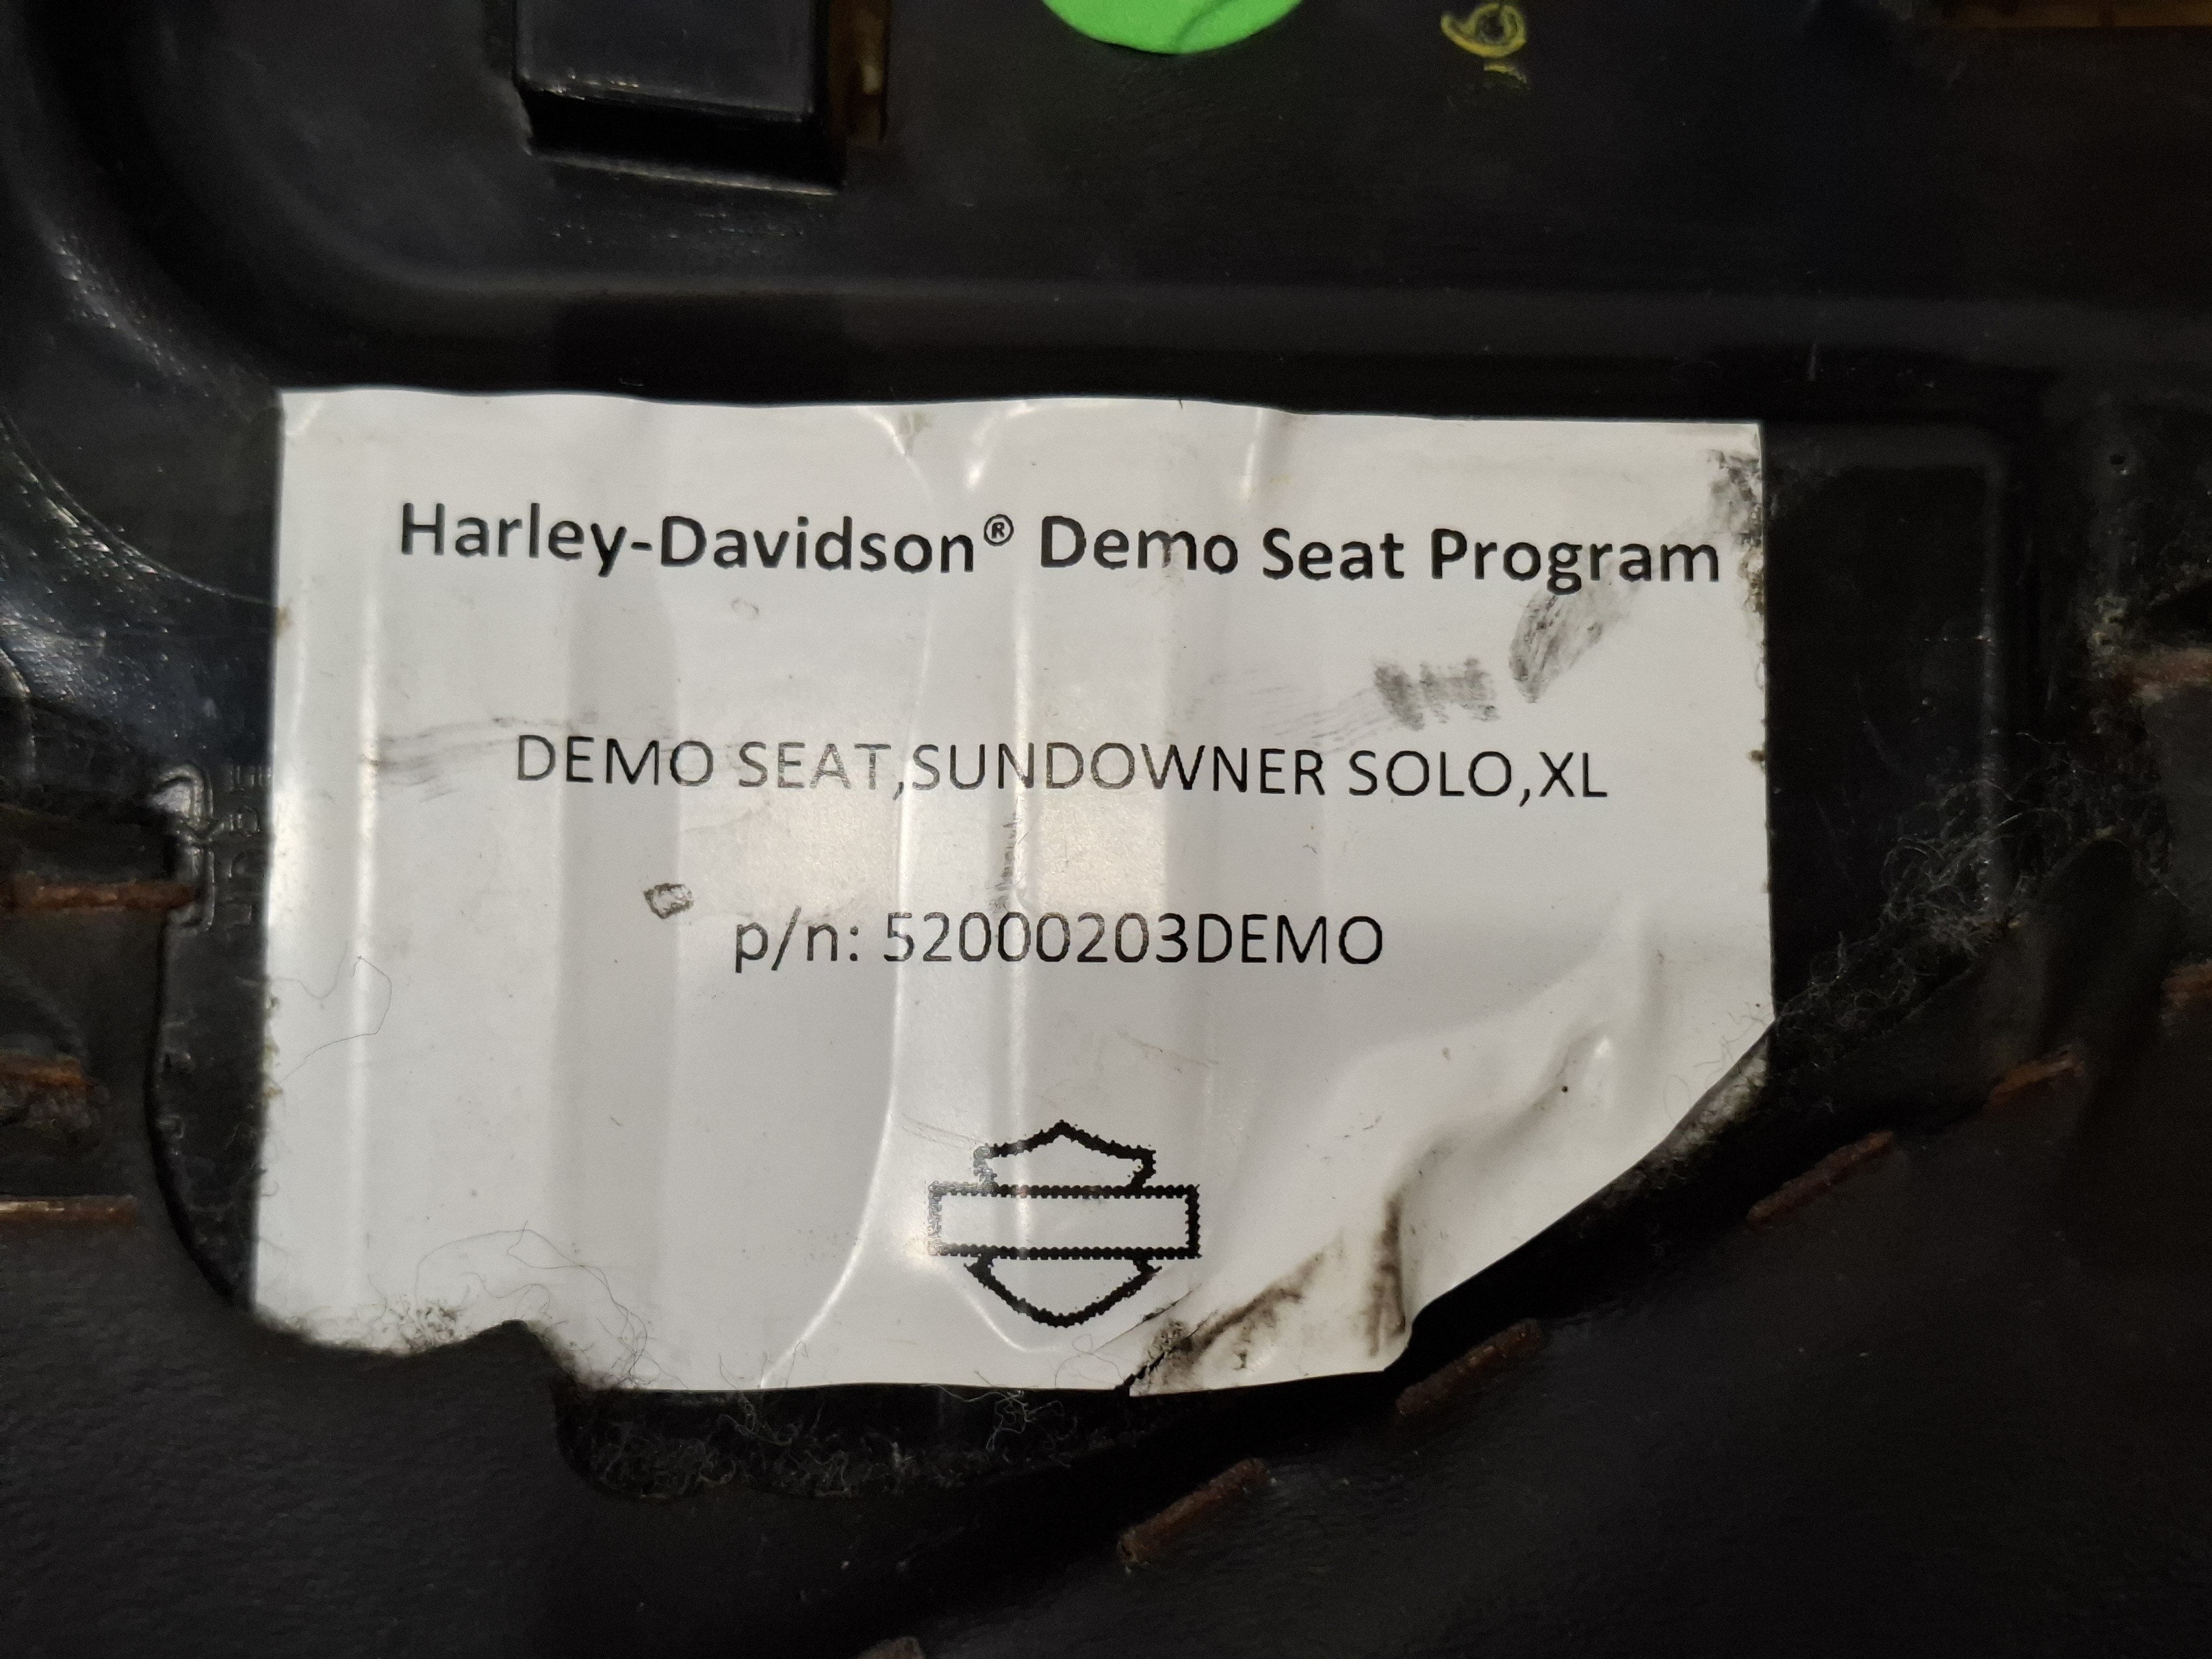 Harley-Davidson® Demo Seat Program
DEMO SEAT,SUNDOWNER SOLO,XL
p/n: 52000203DEMO